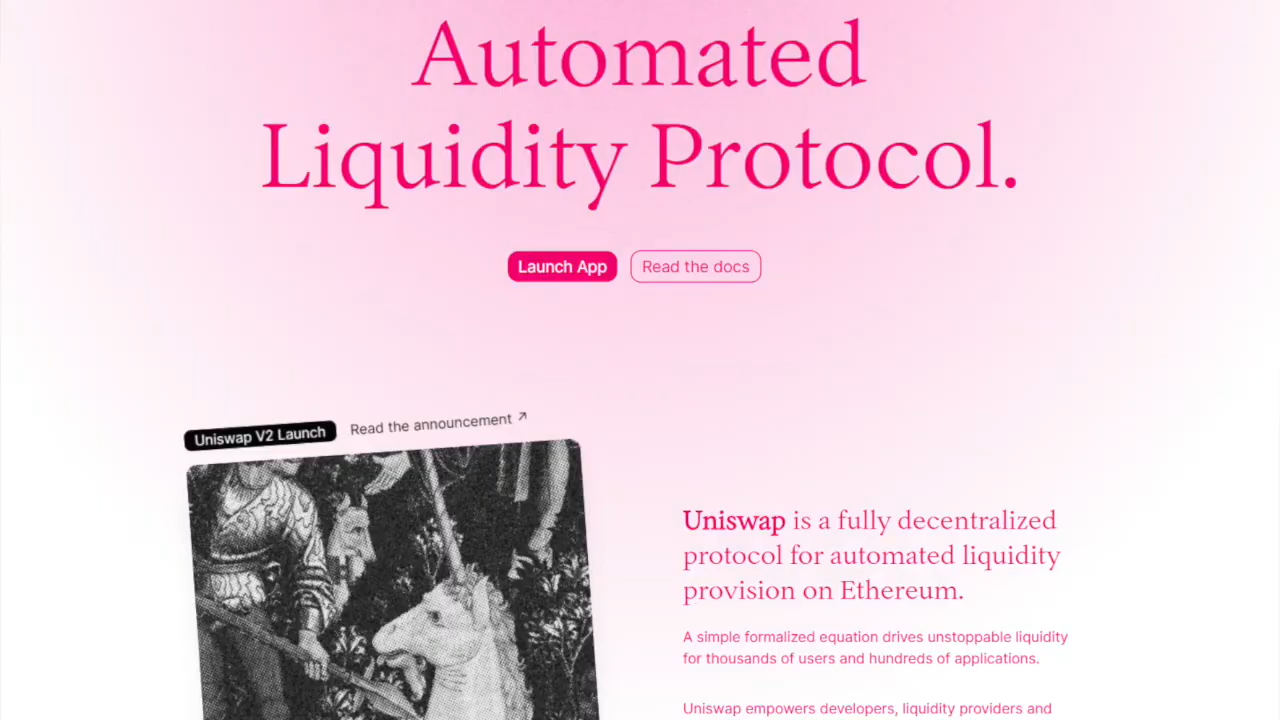 Automated
Liquidity Protocol.
Launch App
Read the docs
Uniswap V2 Launch
Read the announcement ↗
Uniswap is a fully decentralized
protocol for automated liquidity
provision on Ethereum.
A simple formalized equation drives unstoppable liquidity
for thousands of users and hundreds of applications.
Uniswap empowers developers, liquidity providers and